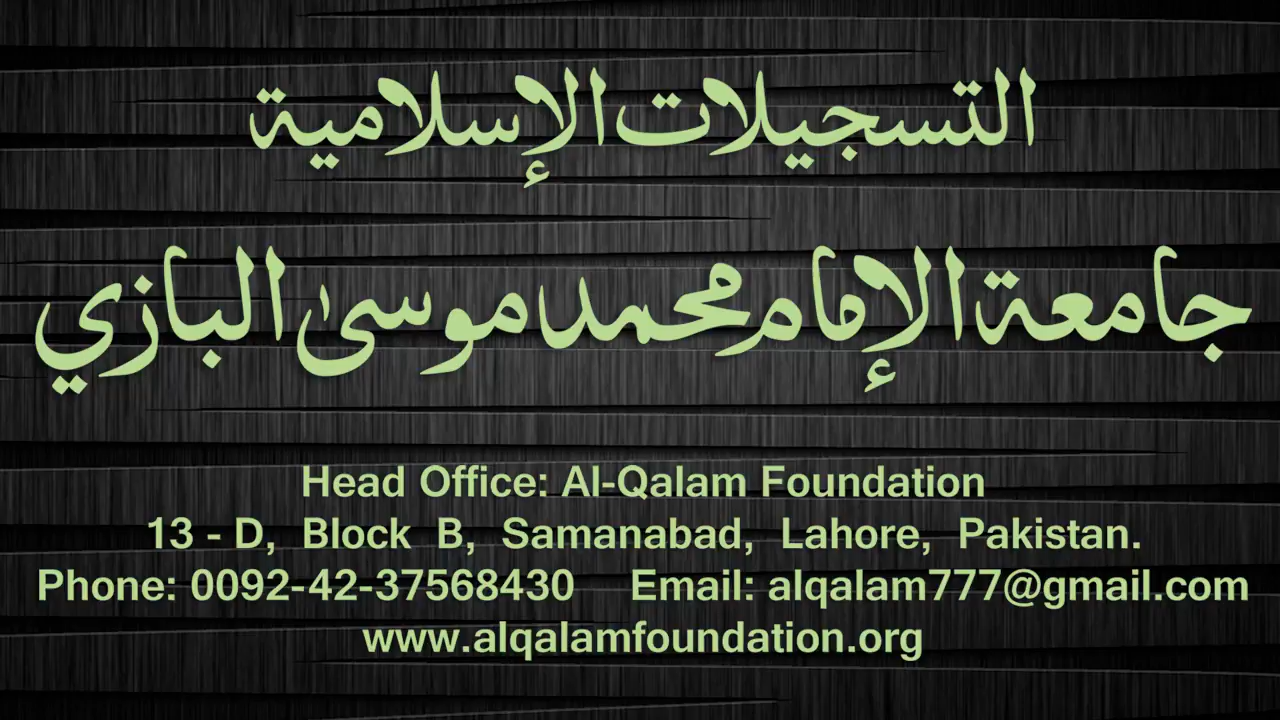 التسجيلات الإسلامية
جامعة الإمام محمد موسىٰ البازي
Head Office: Al-Qalam Foundation
13 - D, Block B, Samanabad, Lahore, Pakistan.
Phone: 0092-42-37568430 Email: alqalam777@gmail.com
www.alqalamfoundation.org